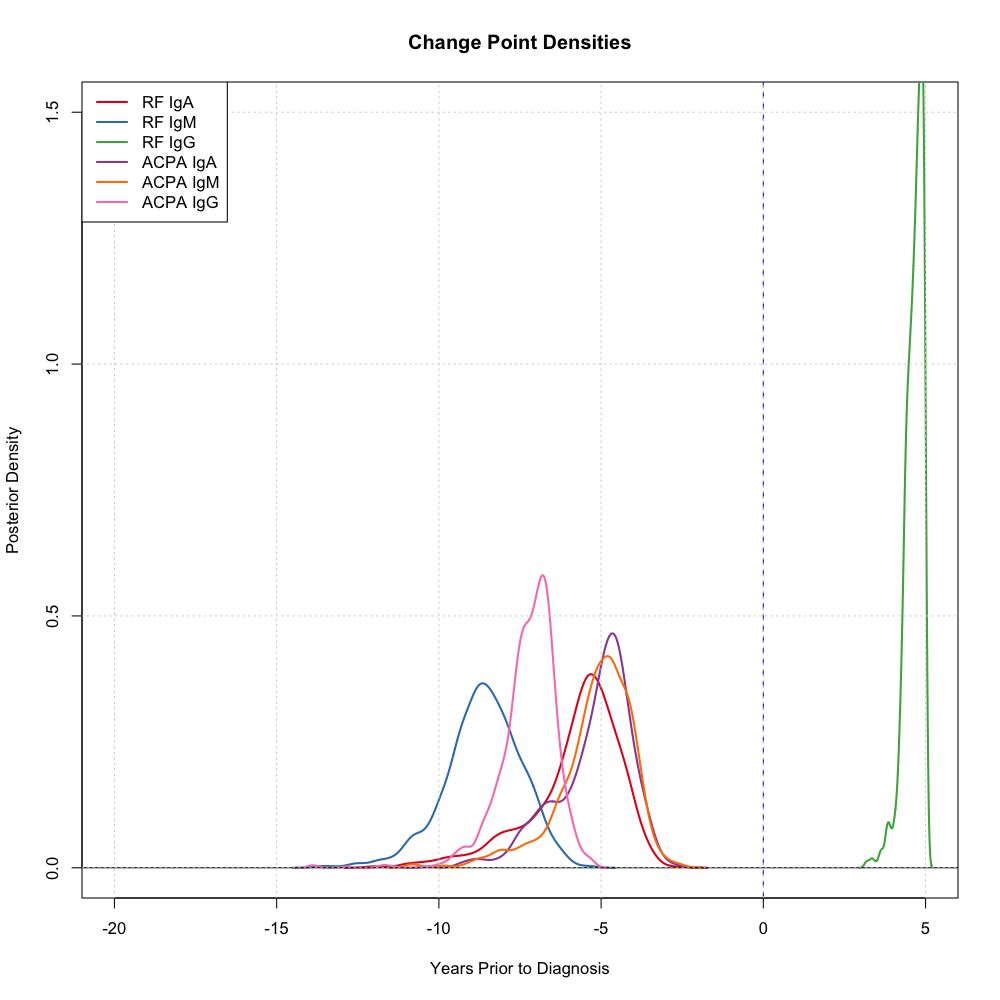 Change Point Densities
RF IgA
RF IgM
RF IgG
ACPA IgA
ACPA IgM
ACPA IgG
1.5
1.0
0.5
0.0
Posterior Density
-20 -15 -10 -5 0 5
Years Prior to Diagnosis